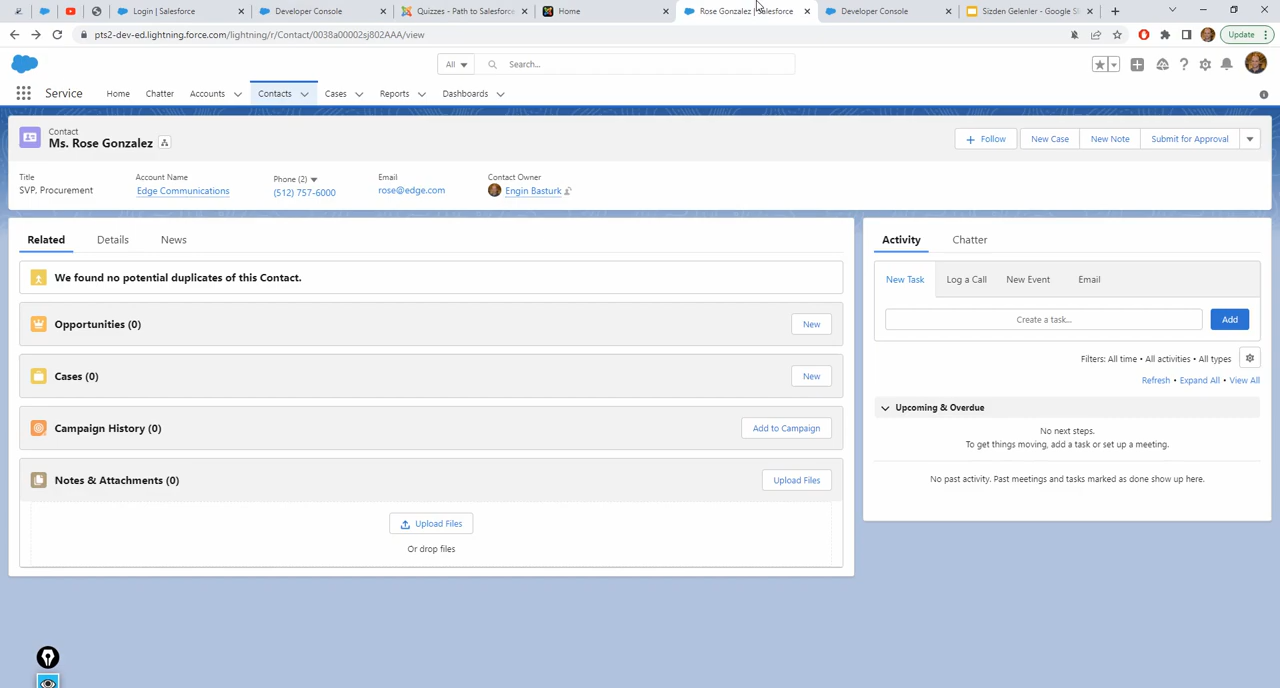 Login | Salesforce
Developer Console
Quizzes - Path to Salesforce
Home
Rose Gonzalez | Salesforce
Developer Console
Sizden Gelenler - Google Sl
pts2-dev-ed.lightning.force.com/lightning/r/Contact/0038a00002sj802AAA/view
Update
All
Search...
Service
Home
Chatter
Accounts
Contacts
Cases
Reports
Dashboards
Contact
Ms. Rose Gonzalez
Follow
New Case
New Note
Submit for Approval
Title
SVP, Procurement
Account Name
Edge Communications
Phone (2)
(512) 757-6000
Email
rose@edge.com
Contact Owner
Engin Basturk
Related
Details
News
We found no potential duplicates of this Contact.
Opportunities (0)
New
Cases (0)
New
Campaign History (0)
Add to Campaign
Notes & Attachments (0)
Upload Files
Upload Files
Or drop files
Activity
Chatter
New Task
Log a Call
New Event
Email
Create a task...
Add
Filters: All time • All activities • All types
Refresh • Expand All • View All
Upcoming & Overdue
No next steps.
To get things moving, add a task or set up a meeting.
No past activity. Past meetings and tasks marked as done show up here.